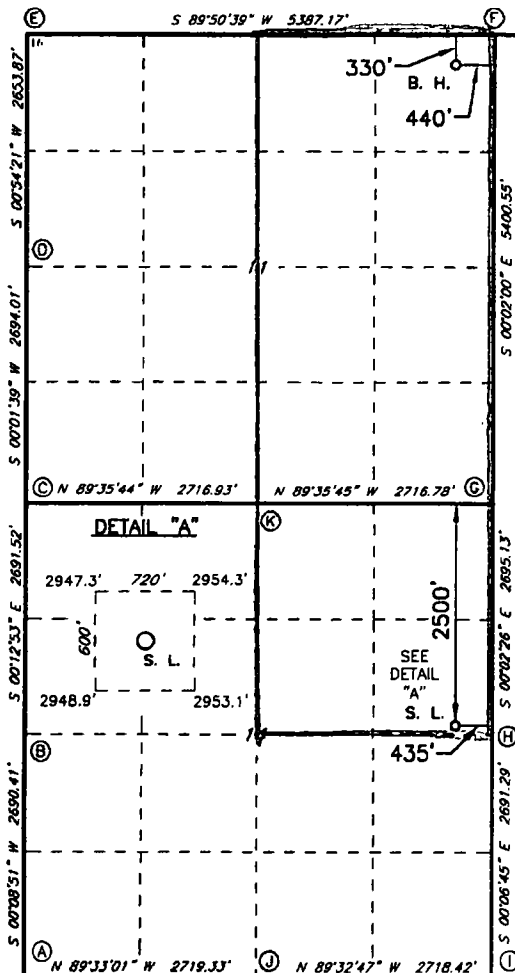 E S 89°50'39" W 5387.17' F
16
330'
B. H.
440'
S 00°54'21" W 2653.87'
D
S 00°02'00" E 5400.55'
S 00°01'39" W 2694.01'
C N 89°35'44" W 2716.93' N 89°35'45" W 2716.78' G
DETAIL "A"
K
2947.3' 720' 2954.3'
600'
S. L.
2948.9' 2953.1'
S 00°12'53" E 2691.52'
2500'
SEE
DETAIL
"A"
S. L.
435'
S 00°02'26" E 2695.13'
B
H
S 00°08'51" W 2690.41'
S 00°06'45" E 2691.29'
A N 89°33'01" W 2719.33' J N 89°32'47" W 2718.42' I